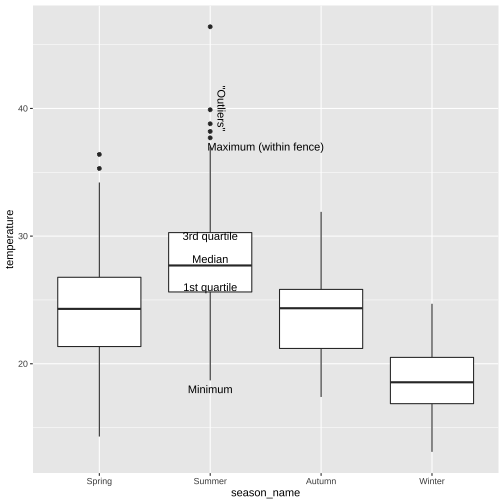 "Outliers"
40
Maximum (within fence)
30
3rd quartile
Median
1st quartile
20
Minimum
temperature
Spring Summer Autumn Winter
season_name